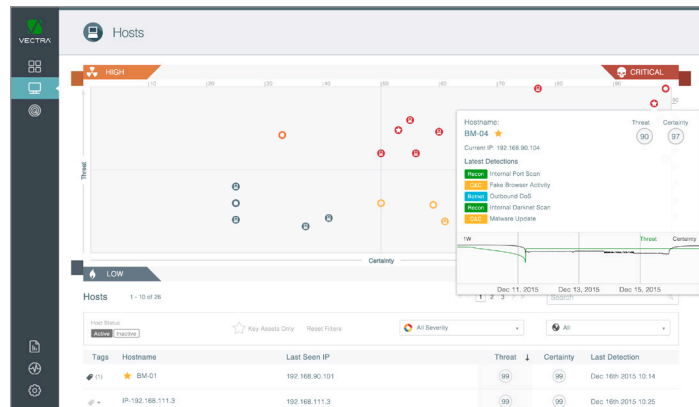 VECTRA
Hosts
HIGH
CRITICAL
|10 |20 |30 |40 |50 |70 |80 |90
Threat
Certainty
Hostname:
BM-04
Threat Certainty
90 97
Current IP: 192.168.90.104
Latest Detections
Recon Internal Port Scan
C&C Fake Browser Activity
Botnet Outbound DoS
Recon Internal Darknet Scan
C&C Malware Update
1W Threat Certainty
Dec 11, 2015 Dec 13, 2015 Dec 15, 2015
LOW
Hosts 1 - 10 of 26 1 2 3 > > Search
Host Status
Active Inactive
Key Assets Only Reset Filters All Severity All
Tags Hostname Last Seen IP Threat ↓ Certainty Last Detection
(1) BM-01 192.168.90.101 99 99 Dec 16th 2015 10:14
IP-192.168.111.3 192.168.111.3 99 99 Dec 16th 2015 10:25